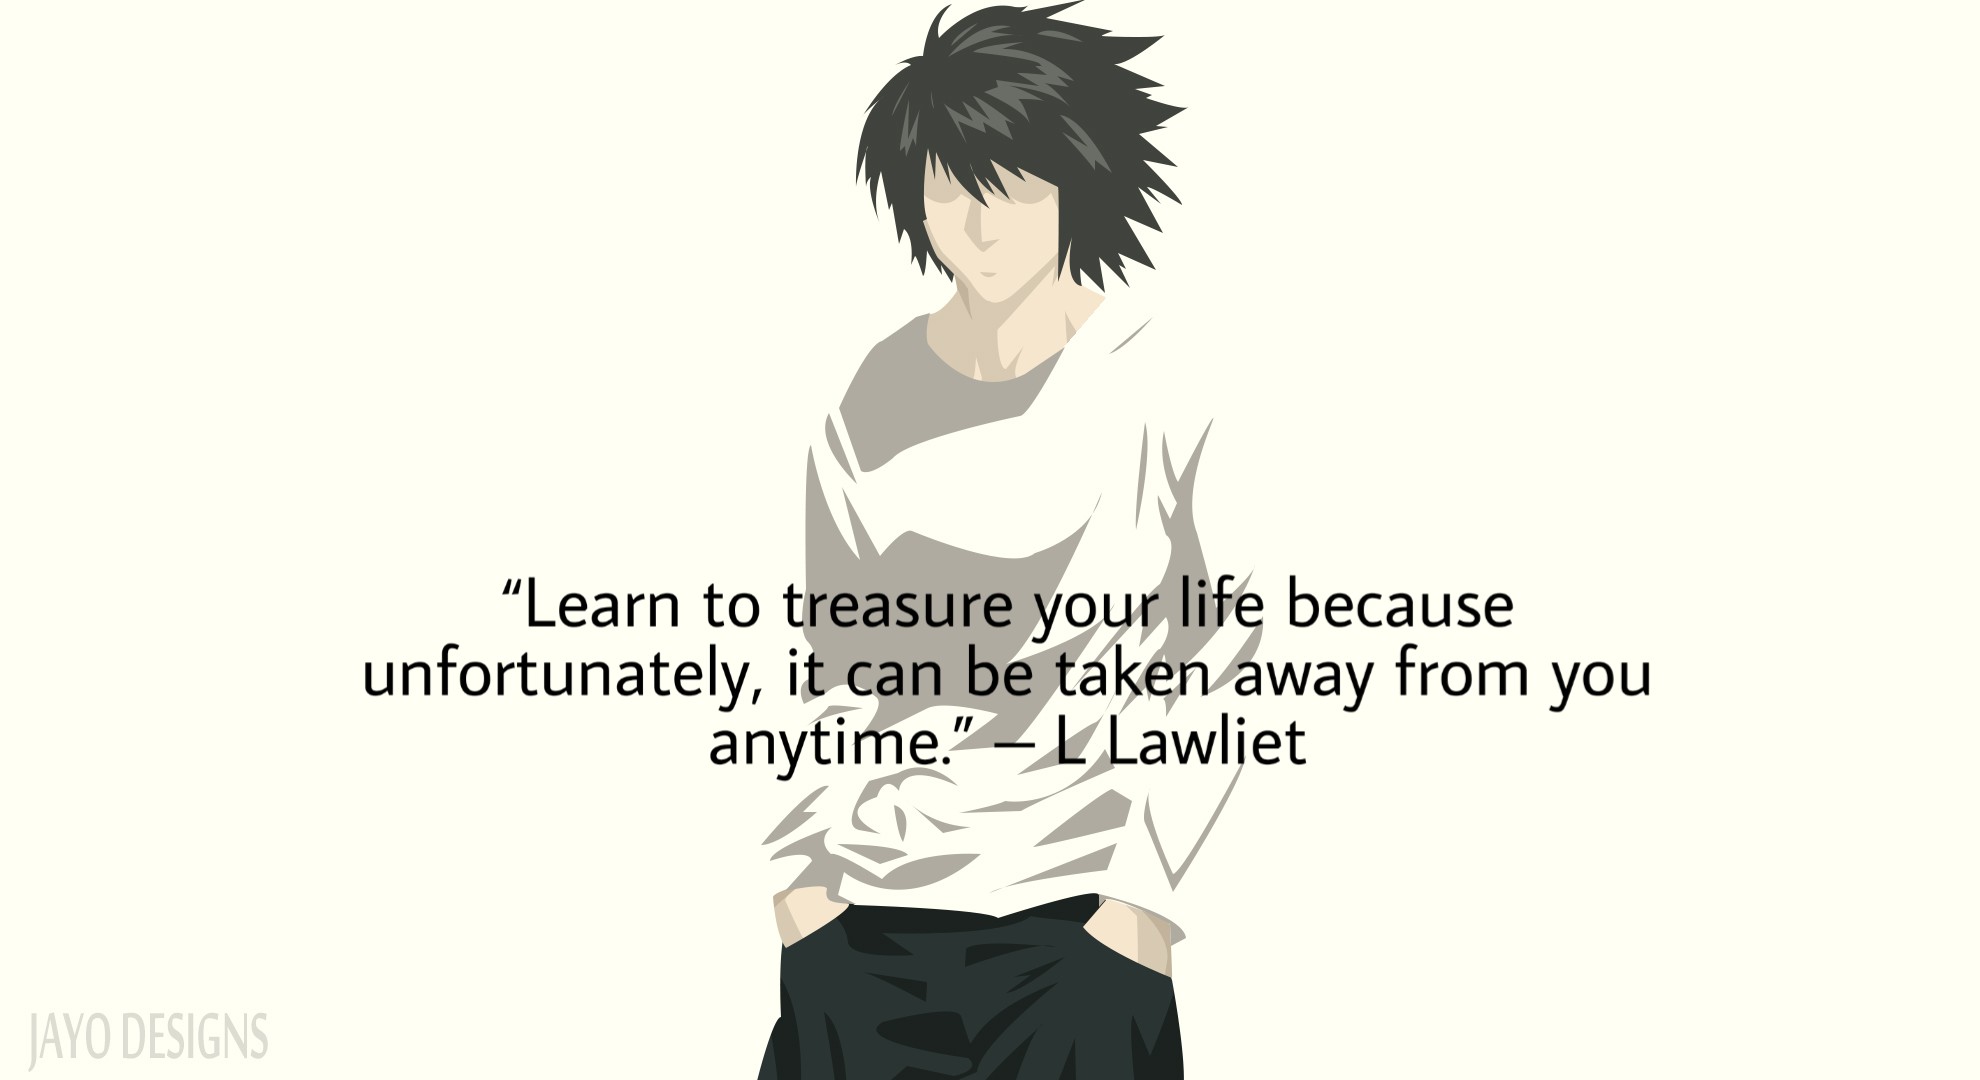 “Learn to treasure your life because
unfortunately, it can be taken away from you
anytime.” — L Lawliet
JAYO DESIGNS